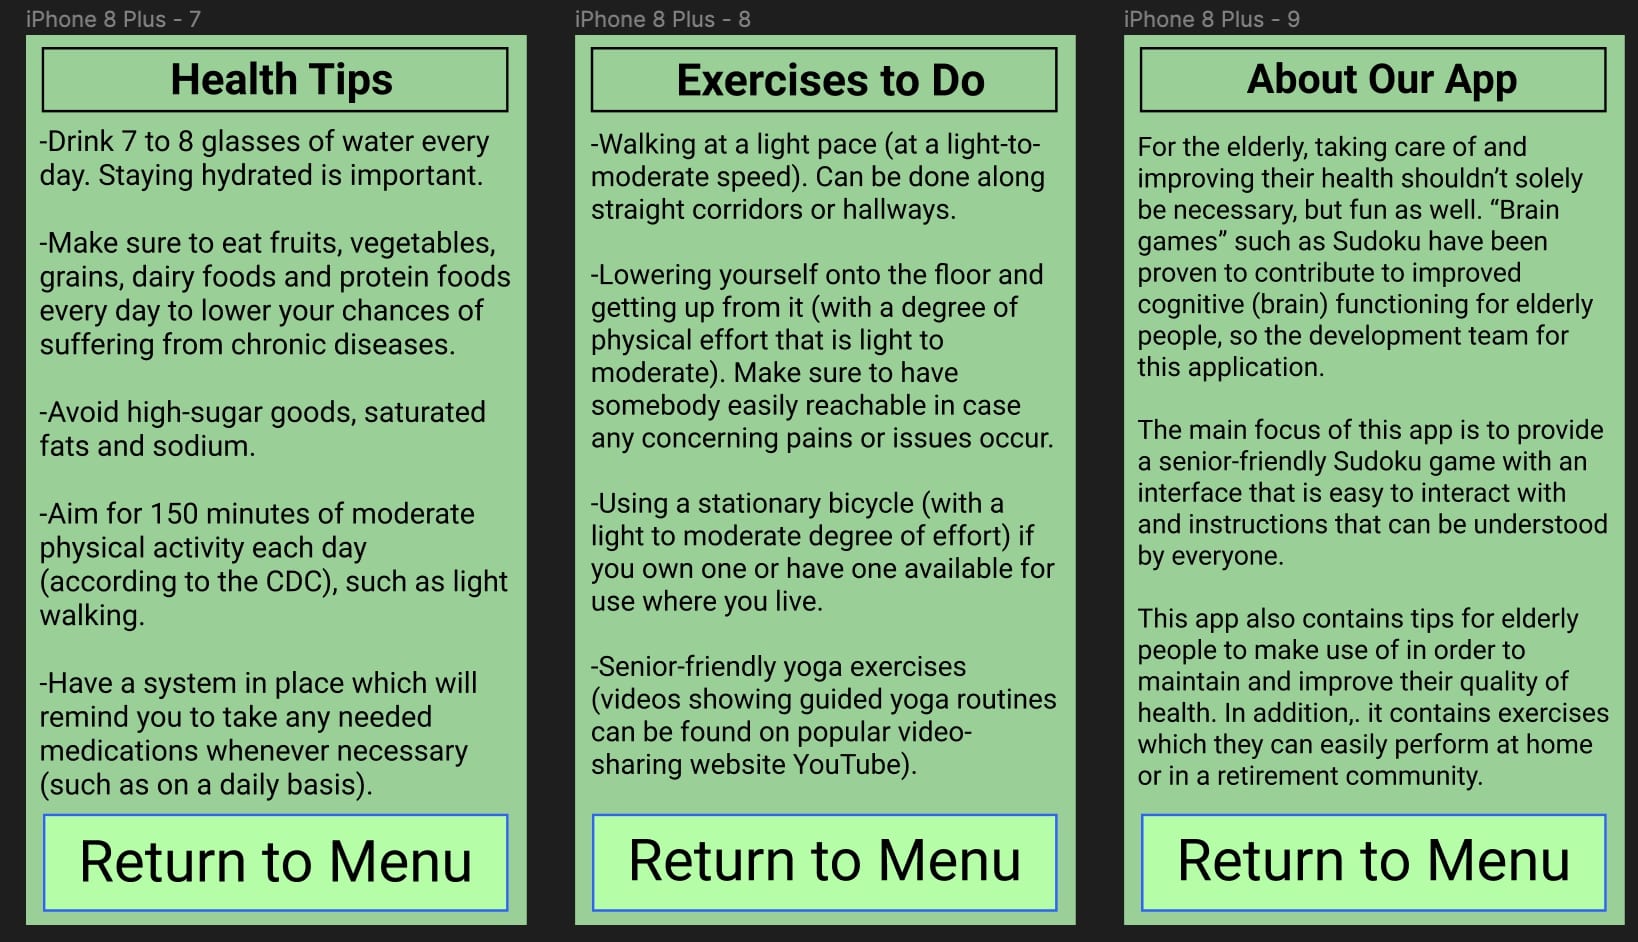 iPhone 8 Plus - 7
Health Tips
-Drink 7 to 8 glasses of water every
day. Staying hydrated is important.
-Make sure to eat fruits, vegetables,
grains, dairy foods and protein foods
every day to lower your chances of
suffering from chronic diseases.
-Avoid high-sugar goods, saturated
fats and sodium.
-Aim for 150 minutes of moderate
physical activity each day
(according to the CDC), such as light
walking.
-Have a system in place which will
remind you to take any needed
medications whenever necessary
(such as on a daily basis).
Return to Menu
iPhone 8 Plus - 8
Exercises to Do
-Walking at a light pace (at a light-to-
moderate speed). Can be done along
straight corridors or hallways.
-Lowering yourself onto the floor and
getting up from it (with a degree of
physical effort that is light to
moderate). Make sure to have
somebody easily reachable in case
any concerning pains or issues occur.
-Using a stationary bicycle (with a
light to moderate degree of effort) if
you own one or have one available for
use where you live.
-Senior-friendly yoga exercises
(videos showing guided yoga routines
can be found on popular video-
sharing website YouTube).
Return to Menu
iPhone 8 Plus - 9
About Our App
For the elderly, taking care of and
improving their health shouldn’t solely
be necessary, but fun as well. “Brain
games” such as Sudoku have been
proven to contribute to improved
cognitive (brain) functioning for elderly
people, so the development team for
this application.
The main focus of this app is to provide
a senior-friendly Sudoku game with an
interface that is easy to interact with
and instructions that can be understood
by everyone.
This app also contains tips for elderly
people to make use of in order to
maintain and improve their quality of
health. In addition,. it contains exercises
which they can easily perform at home
or in a retirement community.
Return to Menu